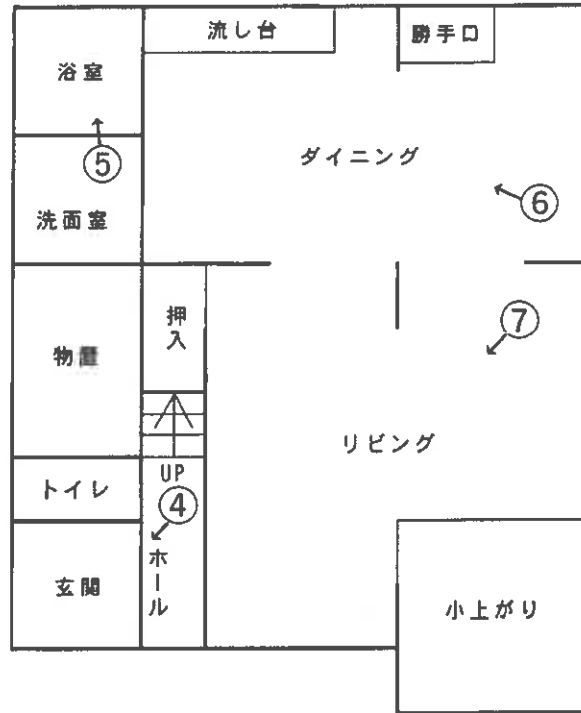 流し台
勝手口
浴室
⑤
ダイニング
⑥
洗面室
押入
⑦
物置
リビング
トイレ
UP
④
ホール
玄関
小上がり